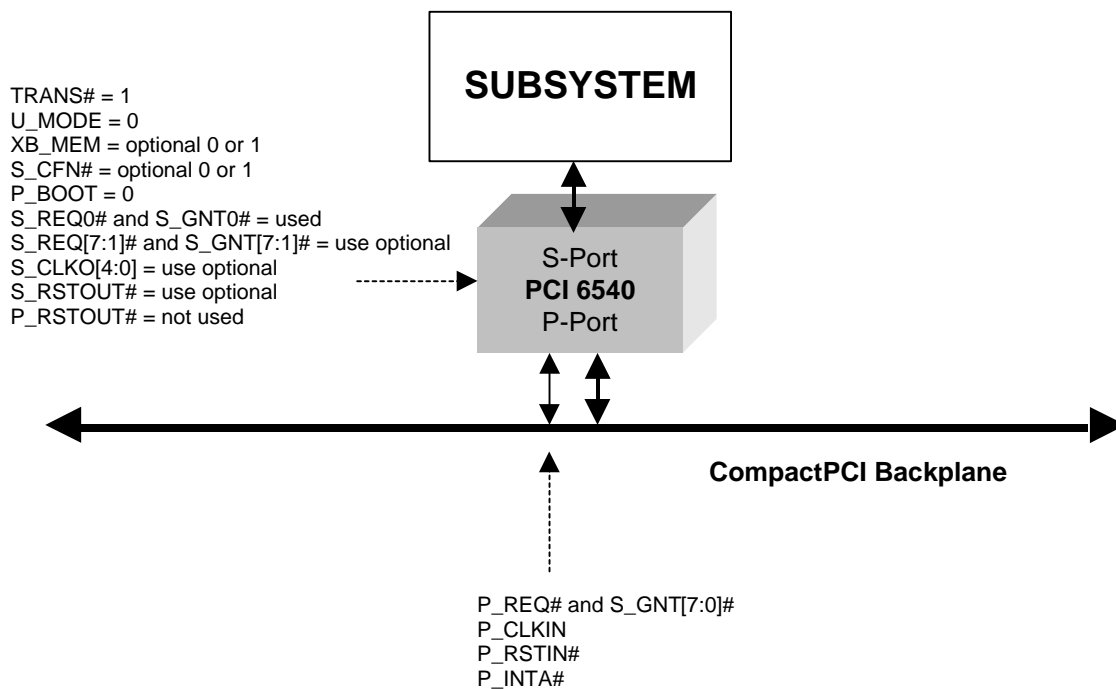 SUBSYSTEM
TRANS# = 1
U_MODE = 0
XB_MEM = optional 0 or 1
S_CFN# = optional 0 or 1
P_BOOT = 0
S_REQ0# and S_GNT0# = used
S_REQ[7:1]# and S_GNT[7:1]# = use optional
S_CLKO[4:0] = use optional
S_RSTOUT# = use optional
P_RSTOUT# = not used
S-Port
PCI 6540
P-Port
CompactPCI Backplane
P_REQ# and S_GNT[7:0]#
P_CLKIN
P_RSTIN#
P_INTA#